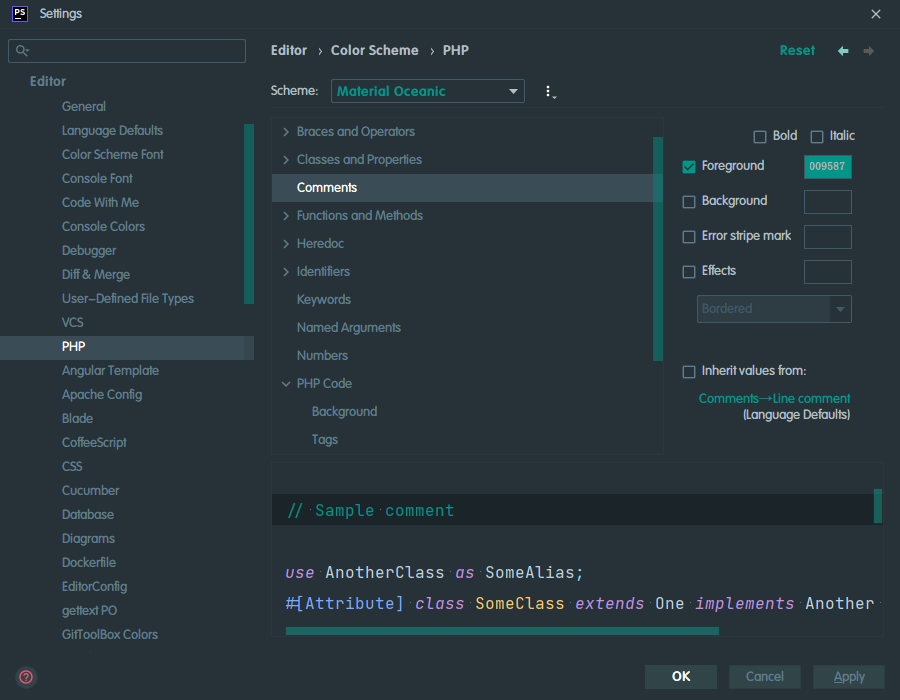 PS Settings
Editor › Color Scheme › PHP
Reset
Scheme: Material Oceanic
Editor
General
Language Defaults
Color Scheme Font
Console Font
Code With Me
Console Colors
Debugger
Diff & Merge
User-Defined File Types
VCS
PHP
Angular Template
Apache Config
Blade
CoffeeScript
CSS
Cucumber
Database
Diagrams
Dockerfile
EditorConfig
gettext PO
GitToolBox Colors
Braces and Operators
Classes and Properties
Comments
Functions and Methods
Heredoc
Identifiers
Keywords
Named Arguments
Numbers
PHP Code
Background
Tags
Bold Italic
Foreground 009587
Background
Error stripe mark
Effects
Bordered
Inherit values from:
Comments→Line comment
(Language Defaults)
// Sample comment
use AnotherClass as SomeAlias;
#[Attribute] class SomeClass extends One implements Another
?
OK Cancel Apply